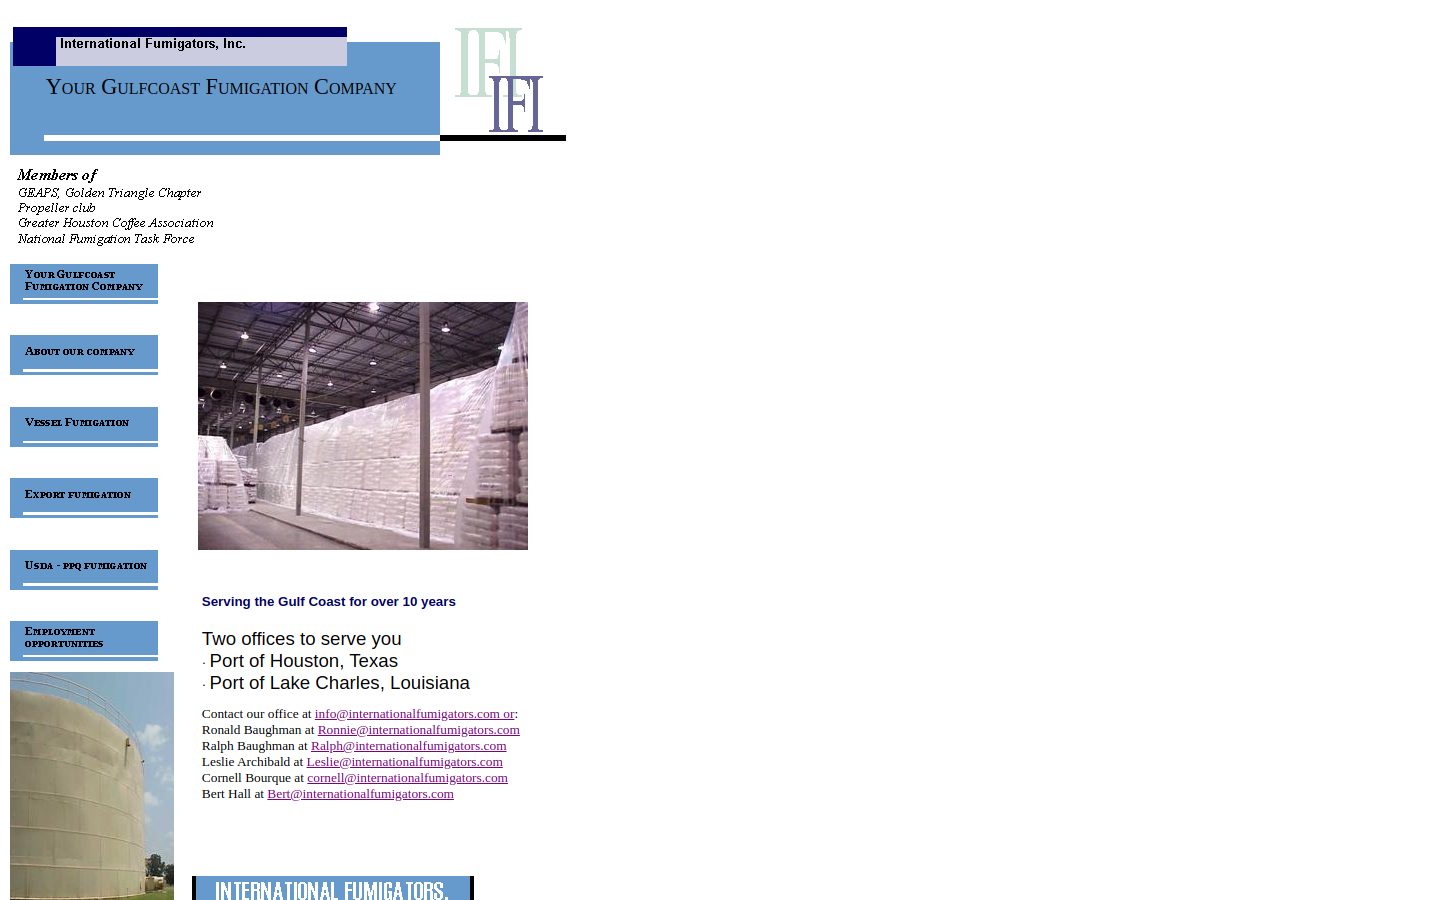 International Fumigators, Inc.
Your Gulfcoast Fumigation Company
IFI
IFI
Members of
GEAPS, Golden Triangle Chapter
Propeller club
Greater Houston Coffee Association
National Fumigation Task Force
Your Gulfcoast
Fumigation Company
About our company
Vessel Fumigation
Export fumigation
Usda - ppq fumigation
Employment
opportunities
Serving the Gulf Coast for over 10 years
Two offices to serve you
· Port of Houston, Texas
· Port of Lake Charles, Louisiana
Contact our office at info@internationalfumigators.com or:
Ronald Baughman at Ronnie@internationalfumigators.com
Ralph Baughman at Ralph@internationalfumigators.com
Leslie Archibald at Leslie@internationalfumigators.com
Cornell Bourque at cornell@internationalfumigators.com
Bert Hall at Bert@internationalfumigators.com
INTERNATIONAL FUMIGATORS,